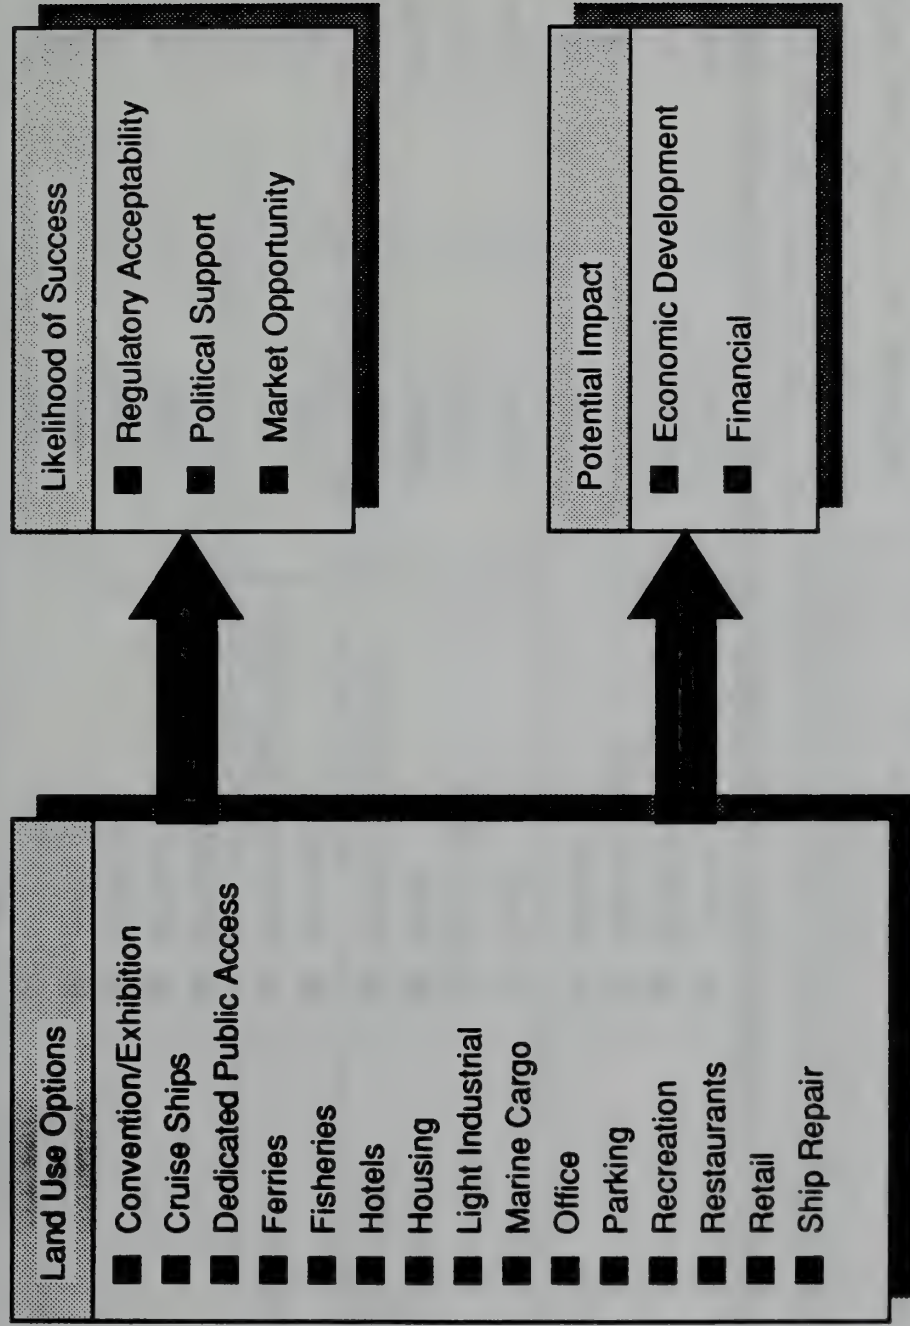 Land Use Options
Convention/Exhibition
Cruise Ships
Dedicated Public Access
Ferries
Fisheries
Hotels
Housing
Light Industrial
Marine Cargo
Office
Parking
Recreation
Restaurants
Retail
Ship Repair
Likelihood of Success
Regulatory Acceptability
Political Support
Market Opportunity
Potential Impact
Economic Development
Financial